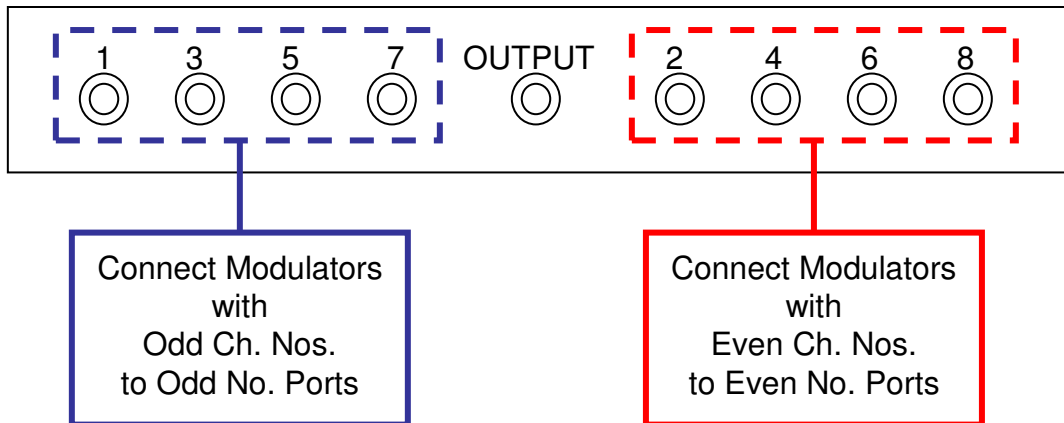 1 3 5 7 OUTPUT 2 4 6 8
Connect Modulators
with
Odd Ch. Nos.
to Odd No. Ports
Connect Modulators
with
Even Ch. Nos.
to Even No. Ports